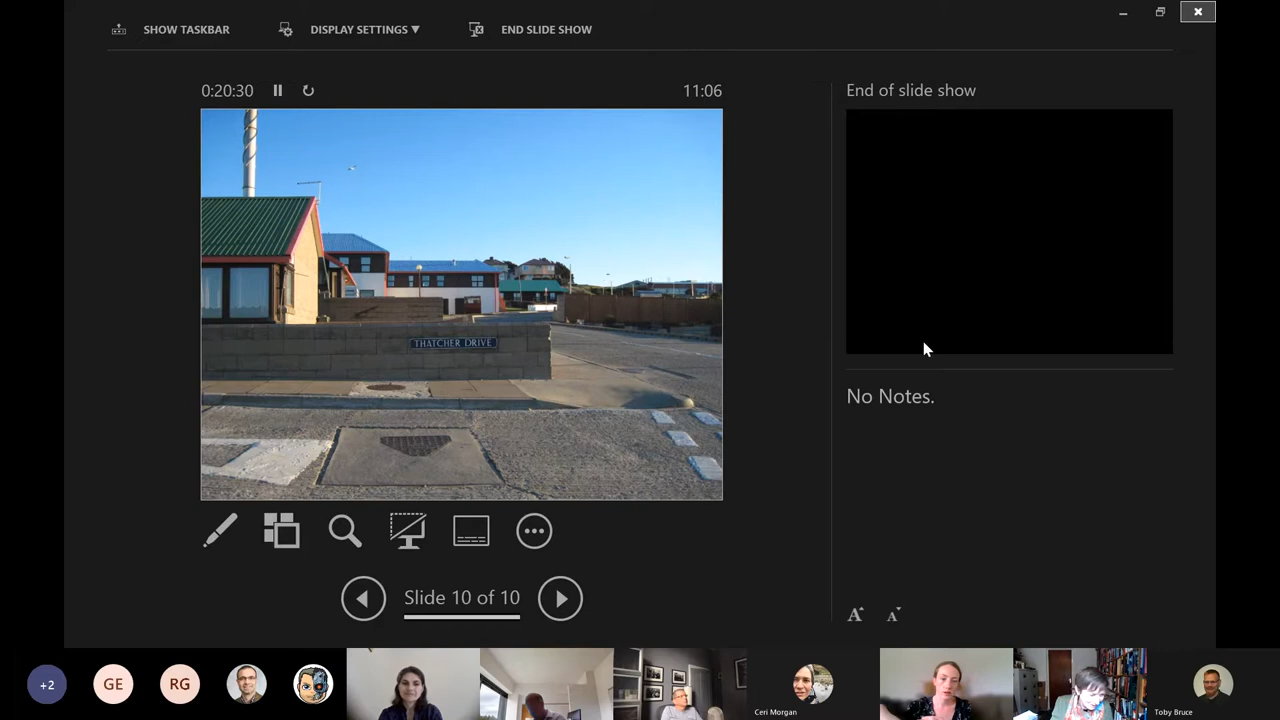 SHOW TASKBAR
DISPLAY SETTINGS ▼
END SLIDE SHOW
0:20:30
11:06
End of slide show
THATCHER DRIVE
No Notes.
Slide 10 of 10
A A
+2
GE
RG
Ceri Morgan
Toby Bruce